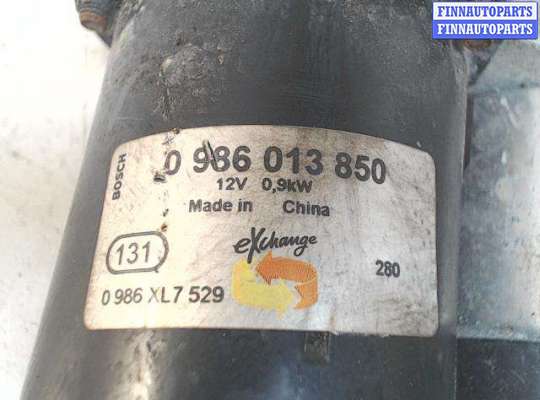 FINNAUTOPARTS
FINNAUTOPARTS
BOSCH
0 986 013 850
12V 0,9kW
Made in China
131
eXchange
280
0 986 XL7 529